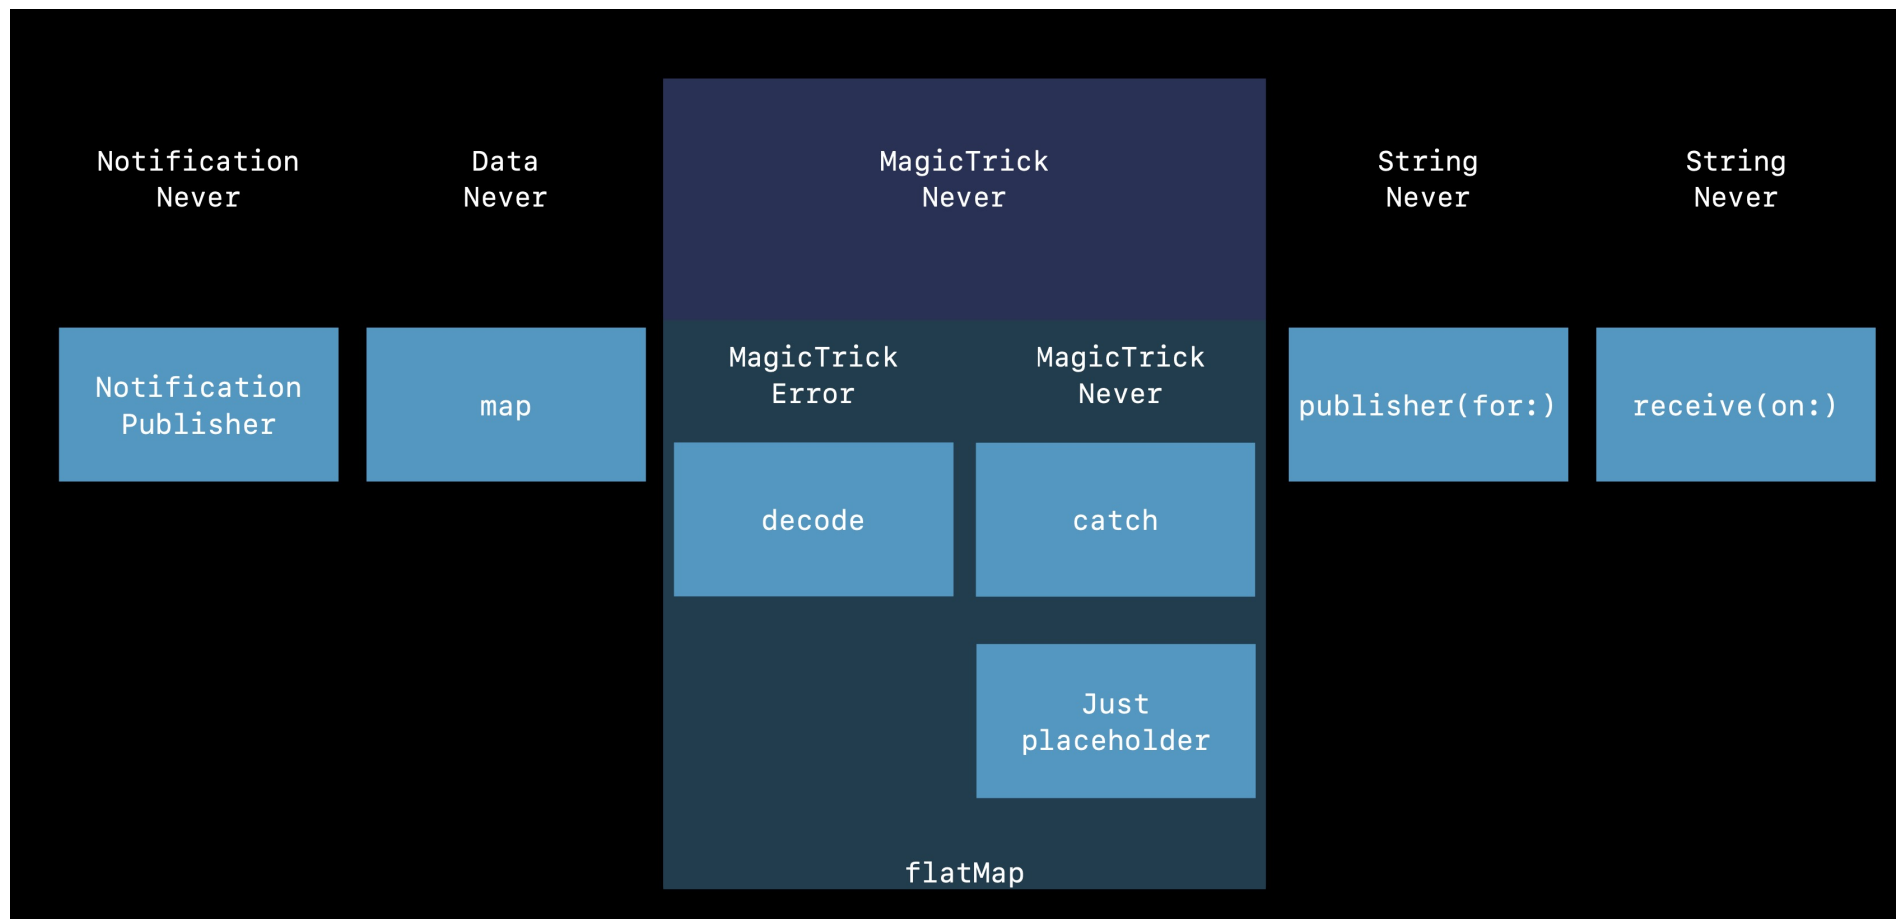 Notification
Never
Data
Never
MagicTrick
Never
String
Never
String
Never
Notification
Publisher
map
MagicTrick
Error
MagicTrick
Never
decode
catch
Just
placeholder
flatMap
publisher(for:)
receive(on:)